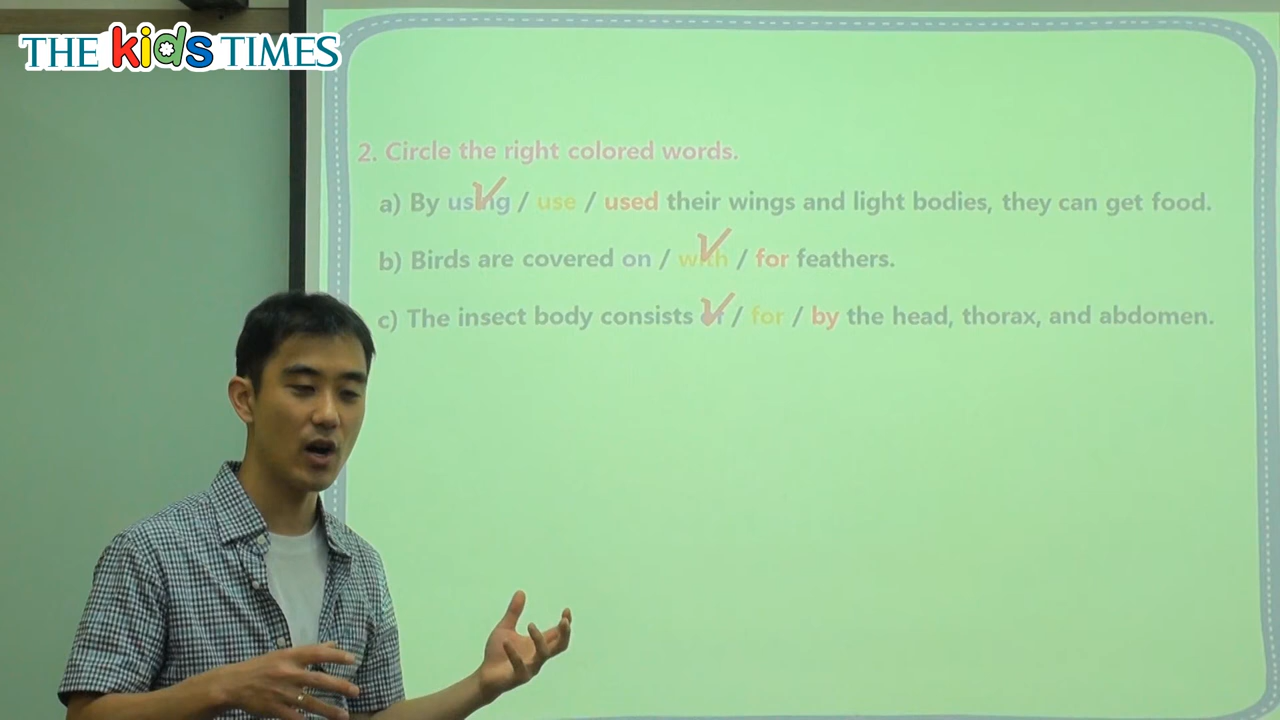 THE kids TIMES
2. Circle the right colored words.
a) By using / use / used their wings and light bodies, they can get food.
b) Birds are covered on / with / for feathers.
c) The insect body consists of / for / by the head, thorax, and abdomen.